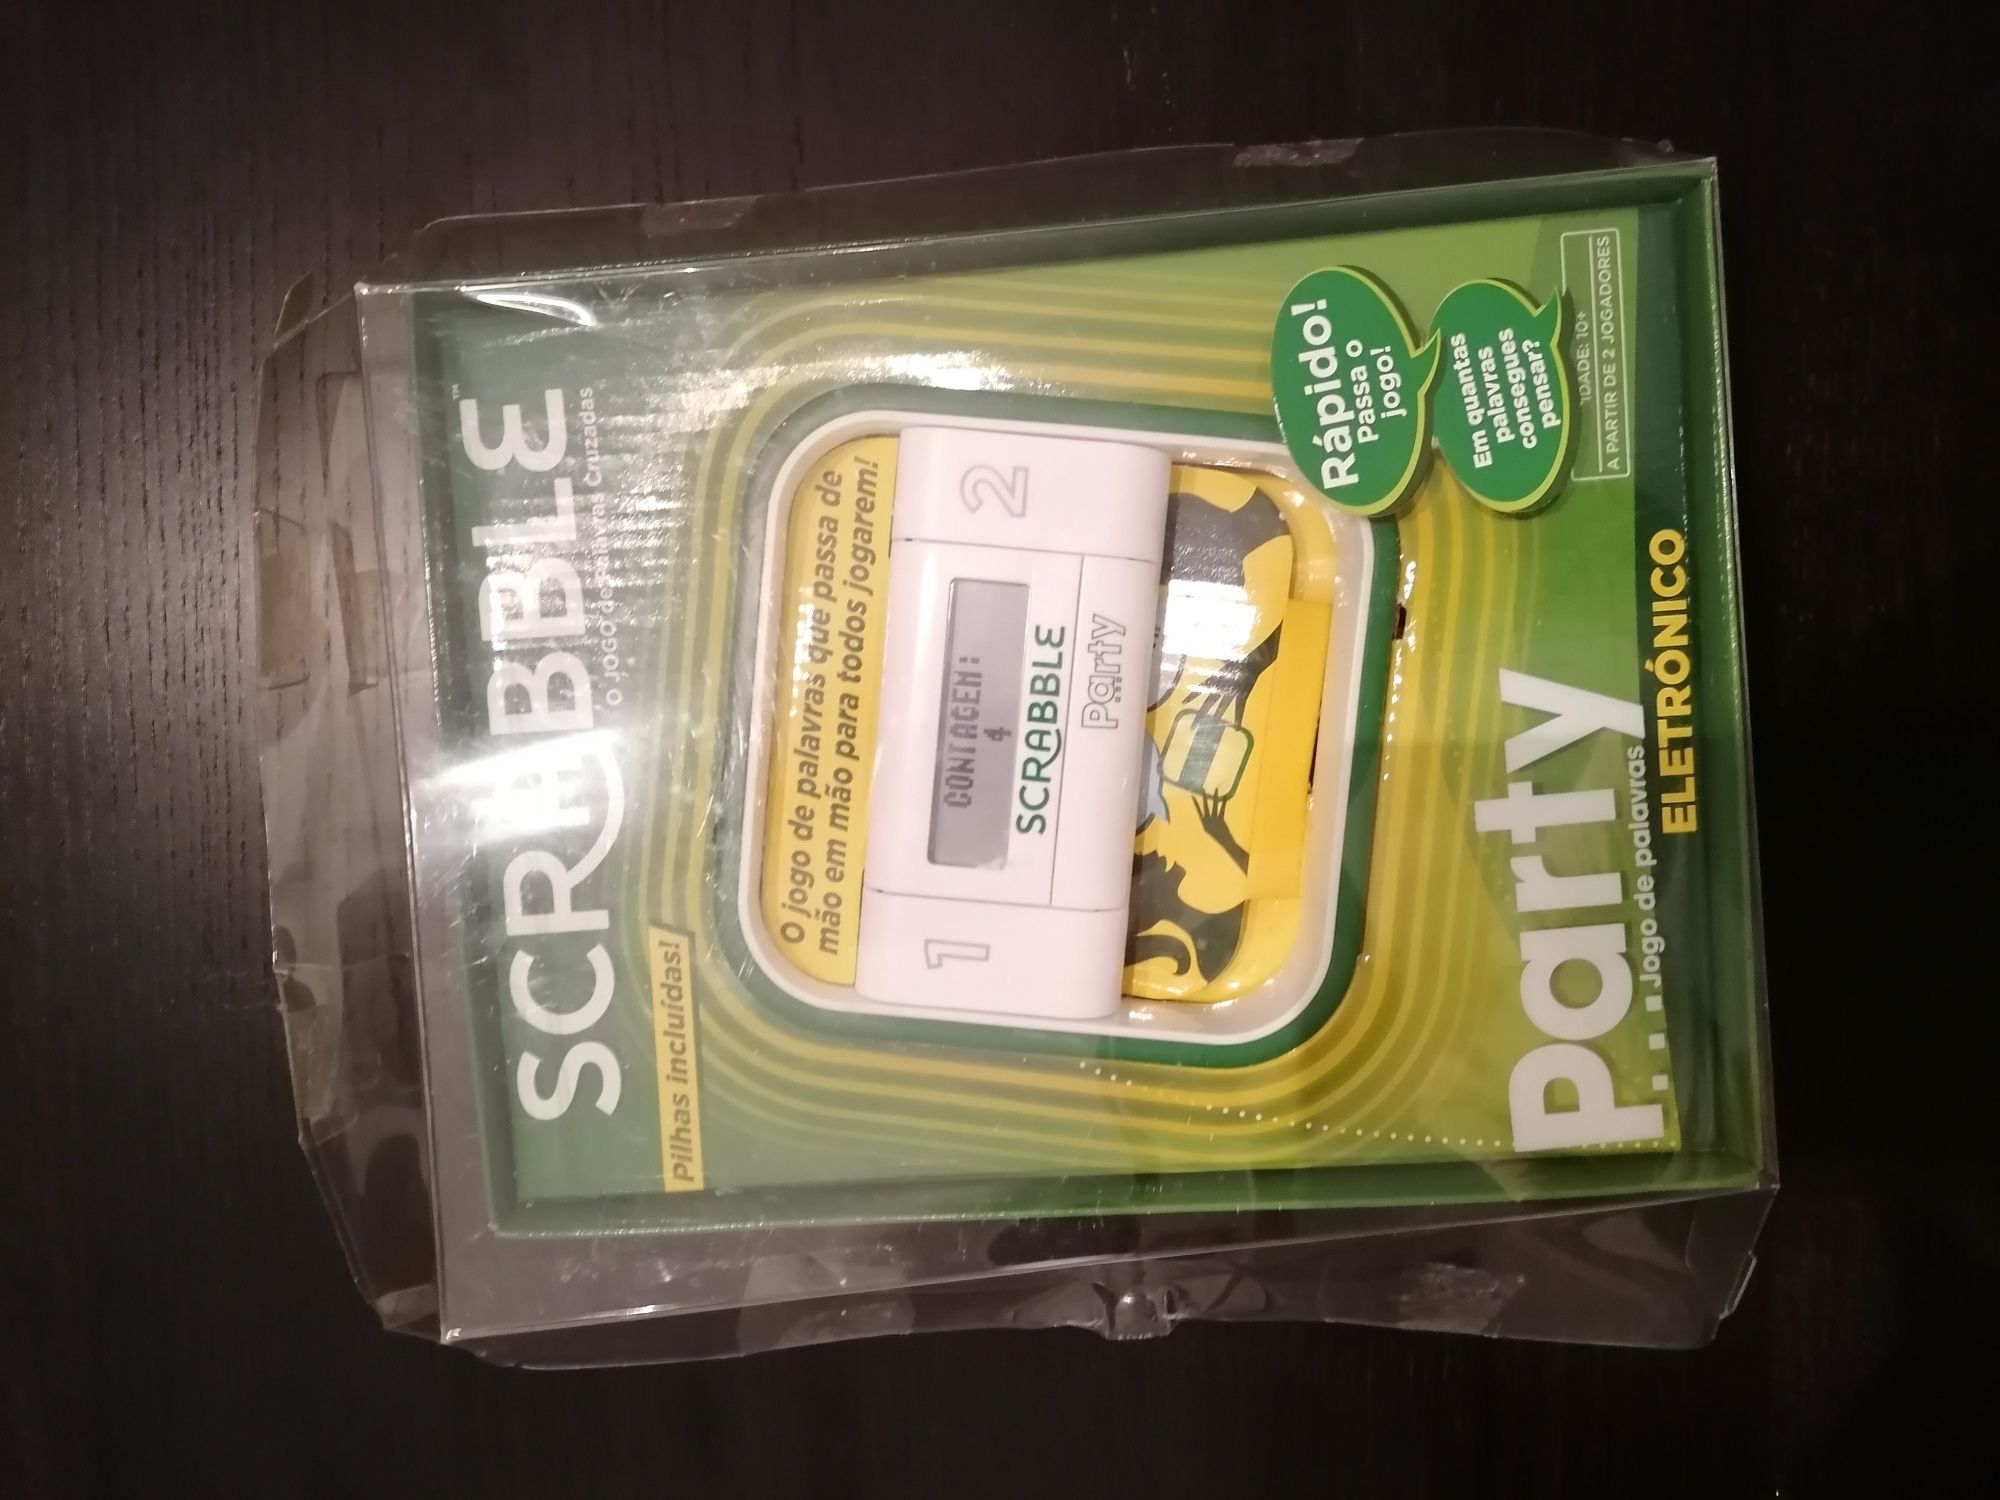 SCRABBLE™
O JOGO de Palavras Cruzadas
Pilhas incluídas!
O jogo de palavras que passa de
mão em mão para todos jogarem!
1
2
CONTAGEM:
4
SCRABBLE
Party
Rápido!
Passa o
jogo!
Em quantas
palavras
consegues
pensar?
Party
Jogo de palavras
ELETRÓNICO
IDADE: 10+
A PARTIR DE 2 JOGADORES